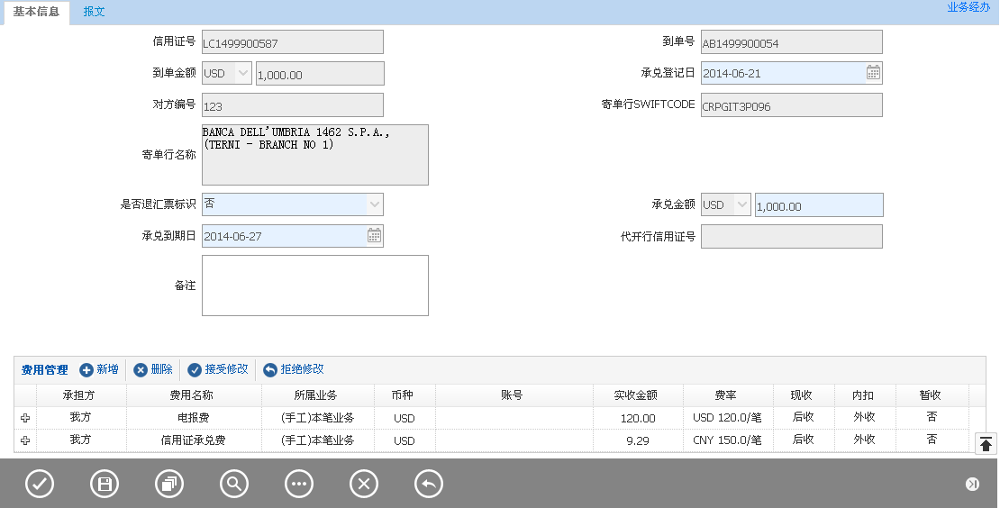 基本信息 报文 业务经办
信用证号 LC1499900587 到单号 AB1499900054
到单金额 USD 1,000.00 承兑登记日 2014-06-21
对方编号 123 寄单行SWIFTCODE CRPGIT3P096
寄单行名称 BANCA DELL'UMBRIA 1462 S.P.A.,
(TERNI - BRANCH NO 1)
是否退汇票标识 否 承兑金额 USD 1,000.00
承兑到期日 2014-06-27 代开行信用证号
备注
费用管理 新增 删除 接受修改 拒绝修改
承担方 费用名称 所属业务 币种 账号 实收金额 费率 现收 内扣 暂收
我方 电报费 (手工)本笔业务 USD 120.00 USD 120.0/笔 后收 外收 否
我方 信用证承兑费 (手工)本笔业务 USD 9.29 CNY 150.0/笔 后收 外收 否